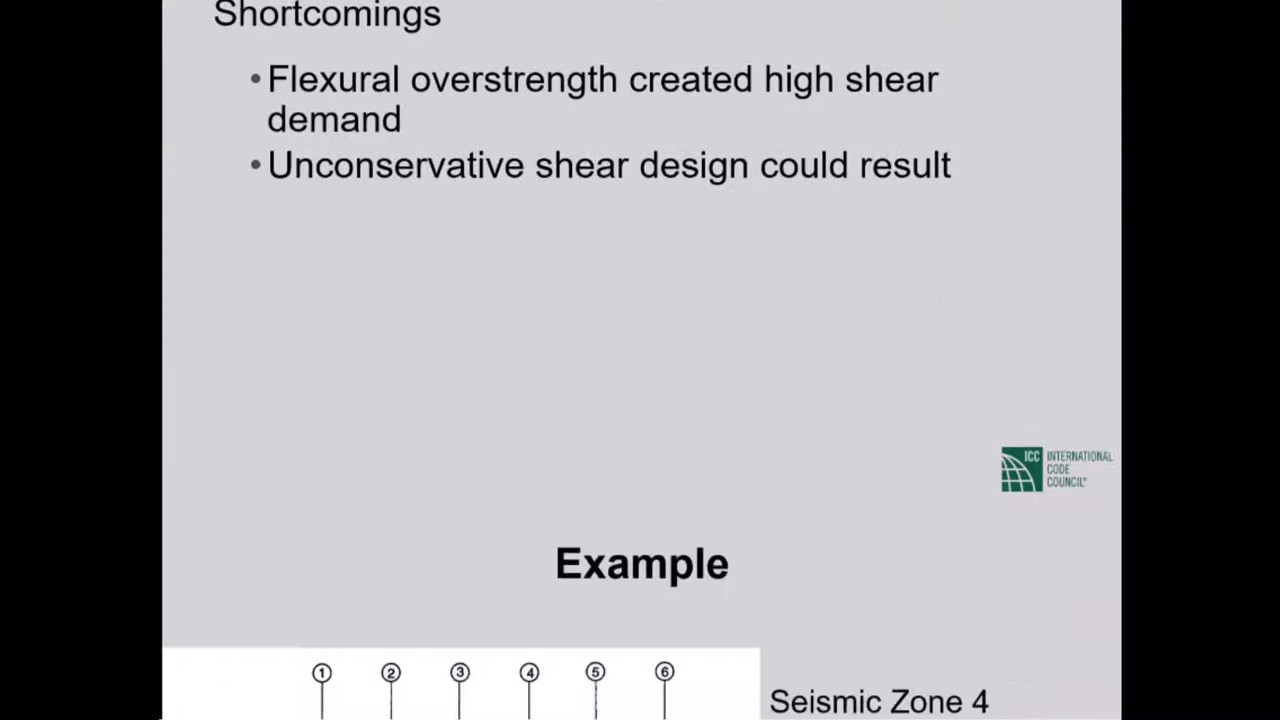 Shortcomings
•Flexural overstrength created high shear
demand
•Unconservative shear design could result
ICC INTERNATIONAL
CODE
COUNCIL®
Example
1 2 3 4 5 6
Seismic Zone 4